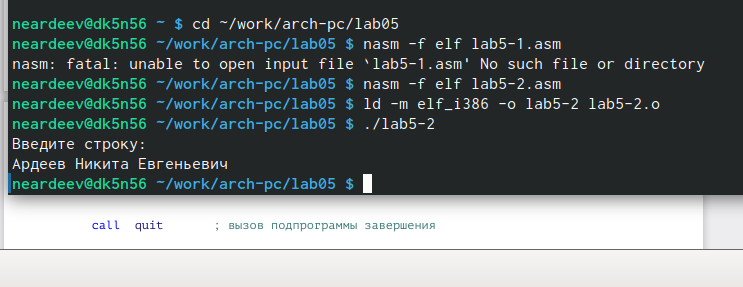 neardeev@dk5n56 ~ $ cd ~/work/arch-pc/lab05
neardeev@dk5n56 ~/work/arch-pc/lab05 $ nasm -f elf lab5-1.asm
nasm: fatal: unable to open input file `lab5-1.asm' No such file or directory
neardeev@dk5n56 ~/work/arch-pc/lab05 $ nasm -f elf lab5-2.asm
neardeev@dk5n56 ~/work/arch-pc/lab05 $ ld -m elf_i386 -o lab5-2 lab5-2.o
neardeev@dk5n56 ~/work/arch-pc/lab05 $ ./lab5-2
Введите строку:
Ардеев Никита Евгеньевич
neardeev@dk5n56 ~/work/arch-pc/lab05 $
call quit ; вызов подпрограммы завершения